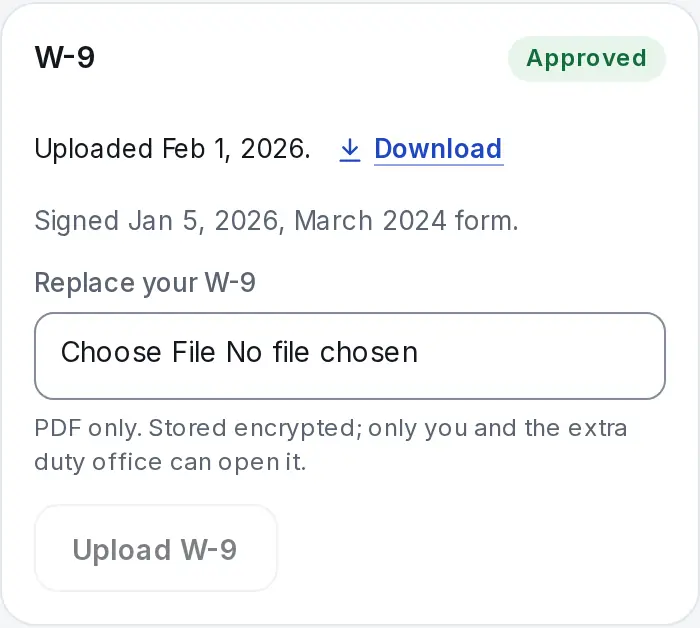 W-9
Approved
Uploaded Feb 1, 2026. Download
Signed Jan 5, 2026, March 2024 form.
Replace your W-9
Choose File No file chosen
PDF only. Stored encrypted; only you and the extra
duty office can open it.
Upload W-9